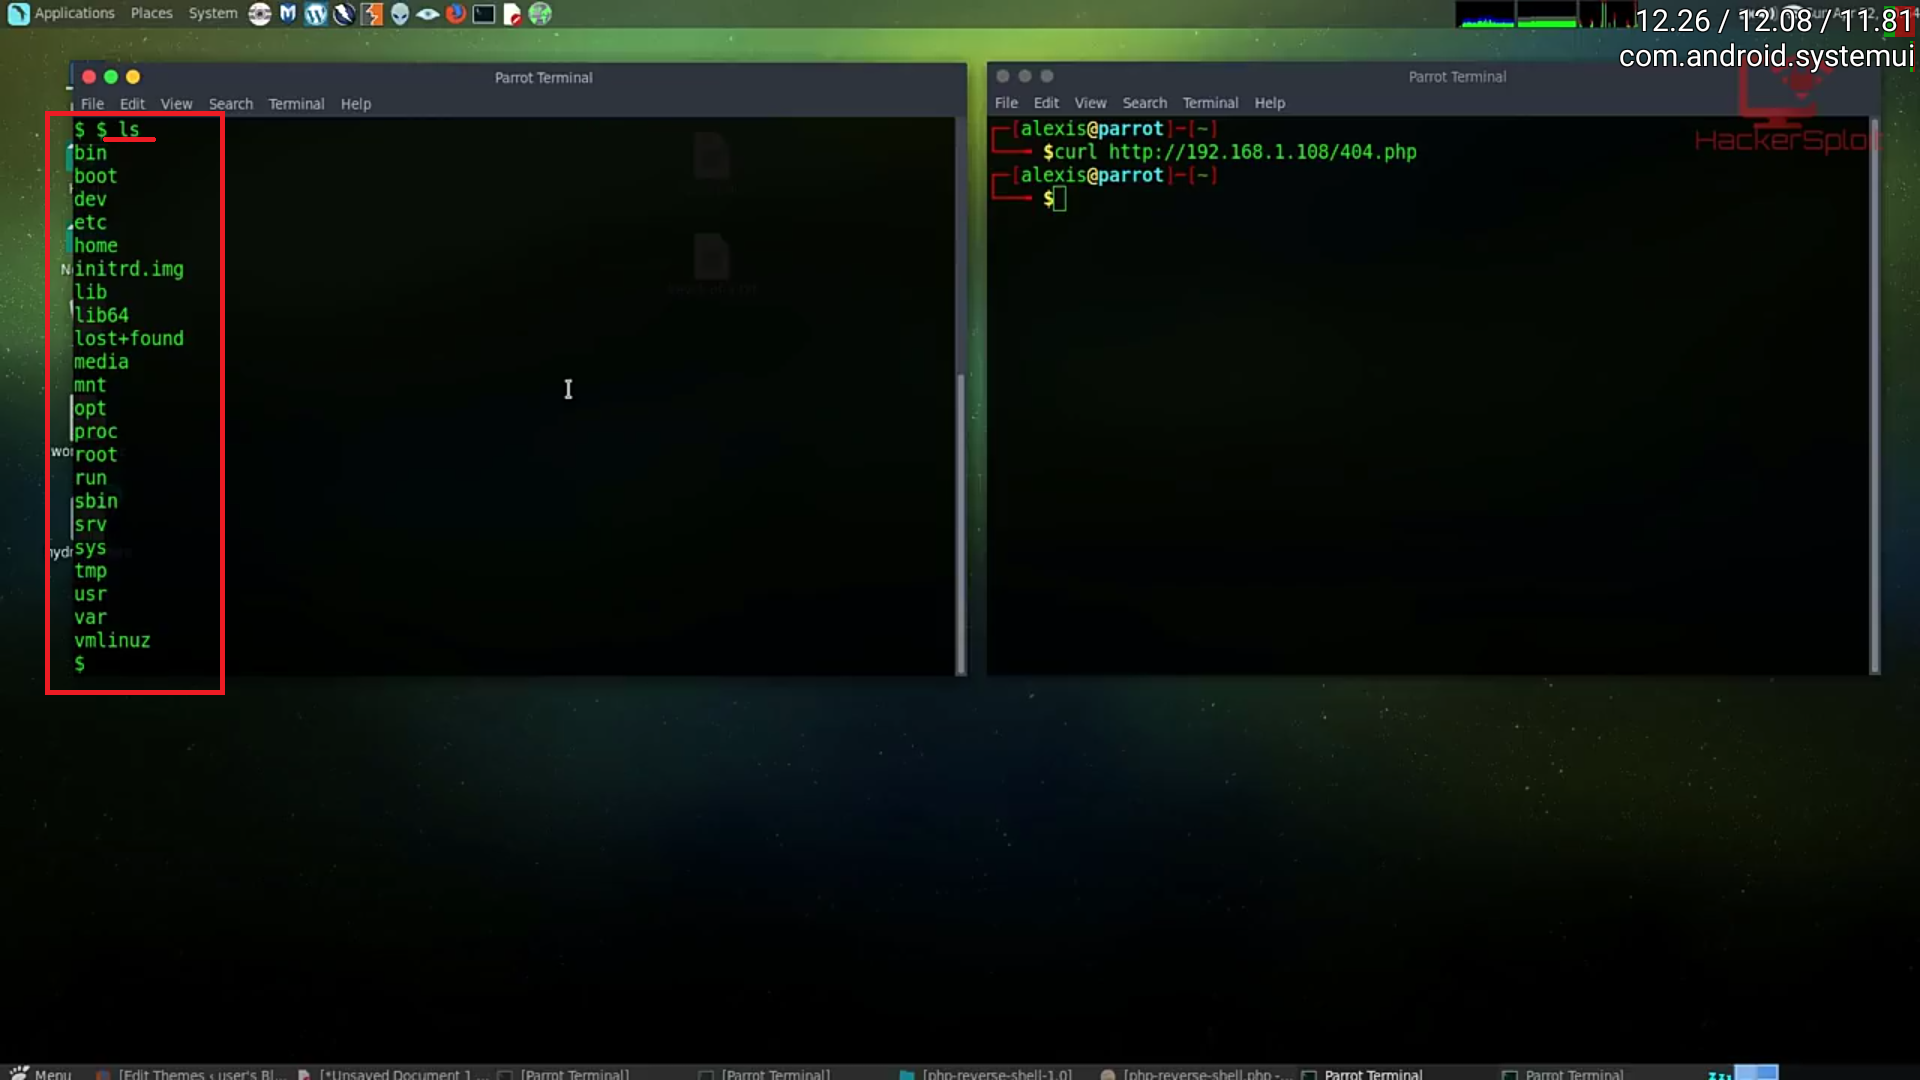 Applications Places System
12.26 / 12.08 / 11.81
com.android.systemui
Parrot Terminal
File Edit View Search Terminal Help
$ $ ls
bin
boot
dev
etc
home
initrd.img
lib
lib64
lost+found
media
mnt
opt
proc
root
run
sbin
srv
sys
tmp
usr
var
vmlinuz
$
Parrot Terminal
File Edit View Search Terminal Help
HackerSploit
[alexis@parrot]-[~]
$curl http://192.168.1.108/404.php
[alexis@parrot]-[~]
$
Menu [Edit Themes ‹ user's Bl... [*Unsaved Document 1 ... [Parrot Terminal] [Parrot Terminal] [php-reverse-shell-1.0] [php-reverse-shell.php -... Parrot Terminal Parrot Terminal